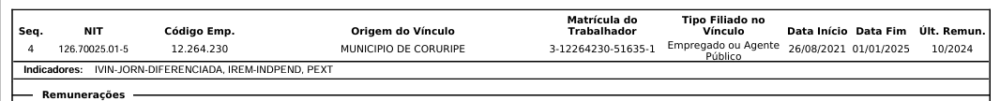 Seq. NIT Código Emp. Origem do Vínculo Matrícula do Trabalhador Tipo Filiado no Vínculo Data Início Data Fim Últ. Remun.
4 126.70025.01-5 12.264.230 MUNICIPIO DE CORURIPE 3-12264230-51635-1 Empregado ou Agente Público 26/08/2021 01/01/2025 10/2024
Indicadores: IVIN-JORN-DIFERENCIADA, IREM-INDPEND, PEXT
Remunerações